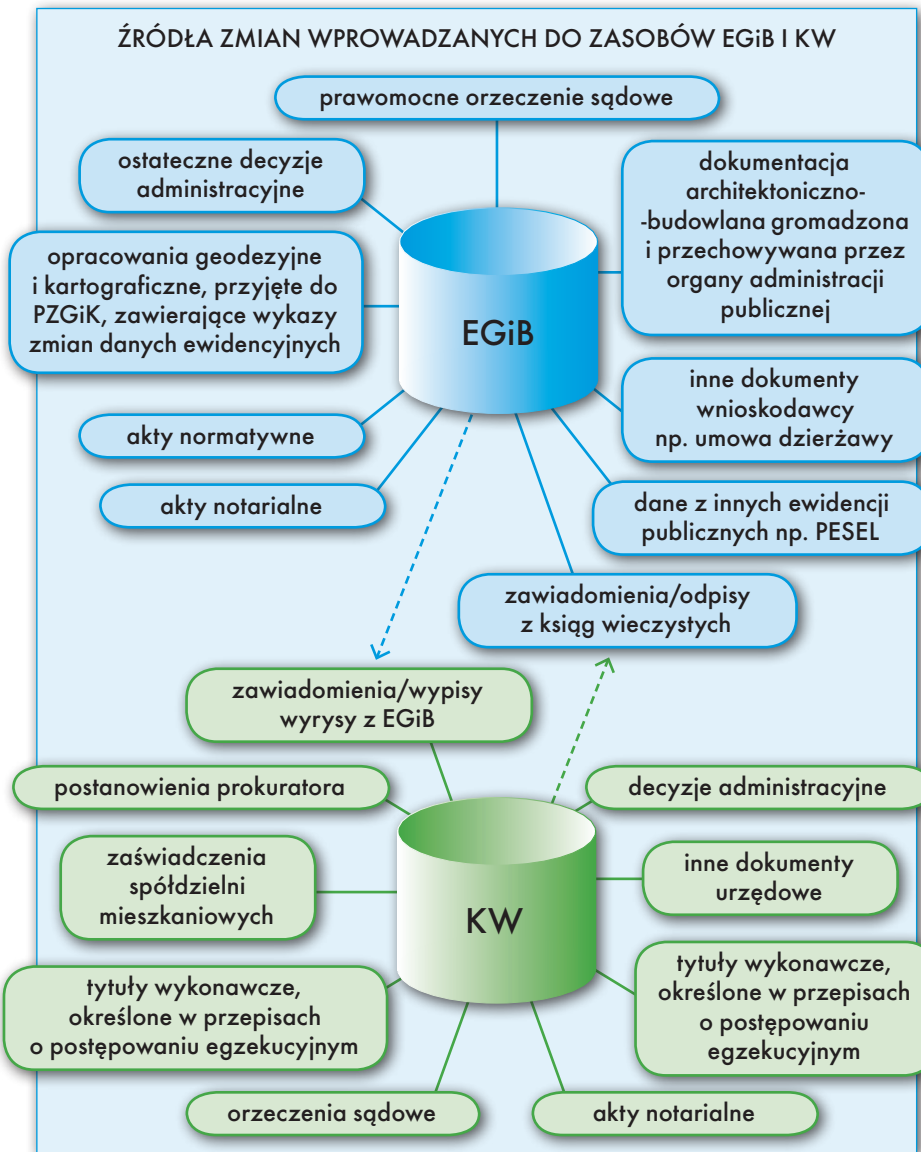 ŹRÓDŁA ZMIAN WPROWADZANYCH DO ZASOBÓW EGiB I KW
prawomocne orzeczenie sądowe
ostateczne decyzje
administracyjne
dokumentacja
architektoniczno-
-budowlana gromadzona
i przechowywana przez
organy administracji
publicznej
opracowania geodezyjne
i kartograficzne, przyjęte do
PZGiK, zawierające wykazy
zmian danych ewidencyjnych
EGiB
inne dokumenty
wnioskodawcy
np. umowa dzierżawy
akty normatywne
akty notarialne
dane z innych ewidencji
publicznych np. PESEL
zawiadomienia/odpisy
z ksiąg wieczystych
zawiadomienia/wypisy
wyrysy z EGiB
postanowienia prokuratora
decyzje administracyjne
zaświadczenia
spółdzielni
mieszkaniowych
inne dokumenty
urzędowe
KW
tytuły wykonawcze,
określone w przepisach
o postępowaniu egzekucyjnym
tytuły wykonawcze,
określone w przepisach
o postępowaniu
egzekucyjnym
orzeczenia sądowe
akty notarialne